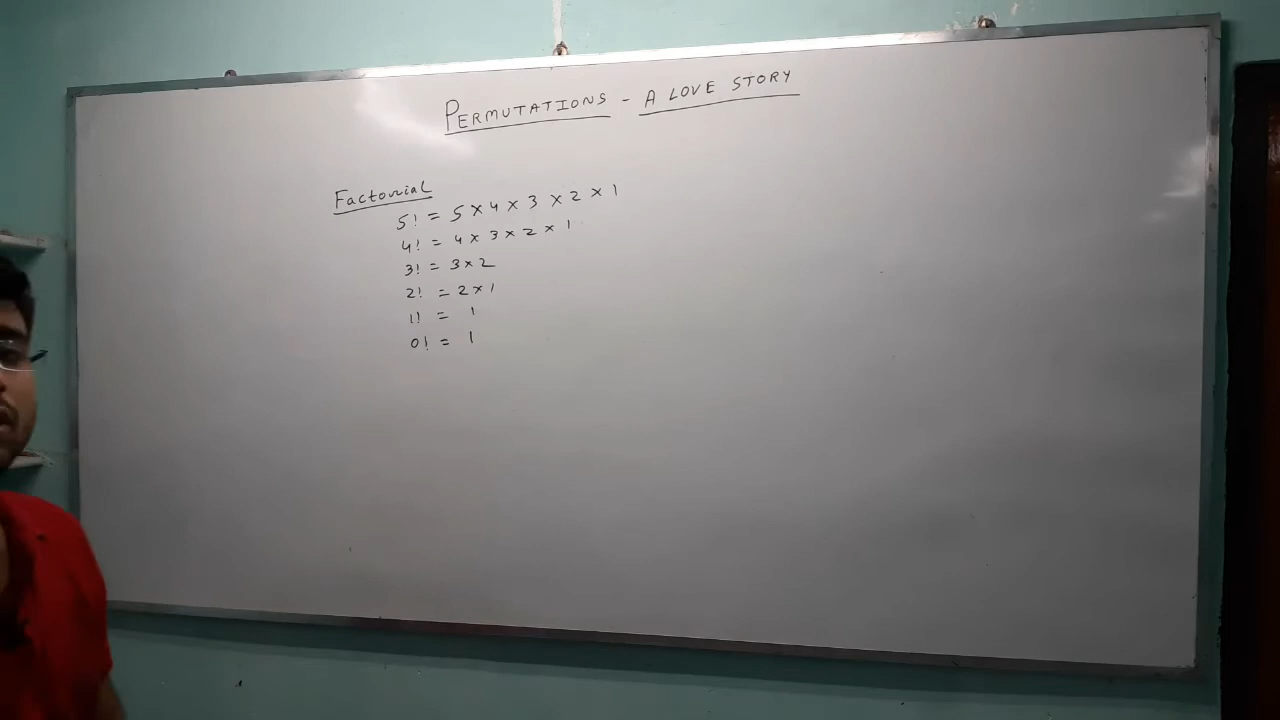 PERMUTATIONS - A LOVE STORY
Factorial
5! = 5 × 4 × 3 × 2 × 1
4! = 4 × 3 × 2 × 1
3! = 3 × 2
2! = 2 × 1
1! = 1
0! = 1